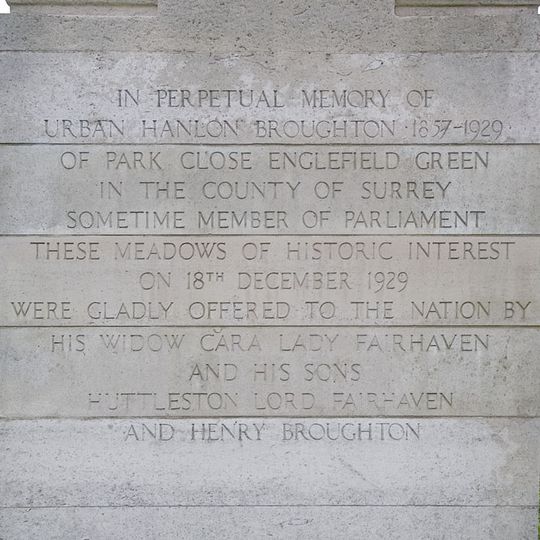 IN PERPETUAL MEMORY OF
URBAN HANLON BROUGHTON · 1857-1929
OF PARK CLOSE ENGLEFIELD GREEN
IN THE COUNTY OF SURREY
SOMETIME MEMBER OF PARLIAMENT
THESE MEADOWS OF HISTORIC INTEREST
ON 18TH DECEMBER 1929
WERE GLADLY OFFERED TO THE NATION BY
HIS WIDOW CARA LADY FAIRHAVEN
AND HIS SONS
HUTTLESTON LORD FAIRHAVEN
AND HENRY BROUGHTON